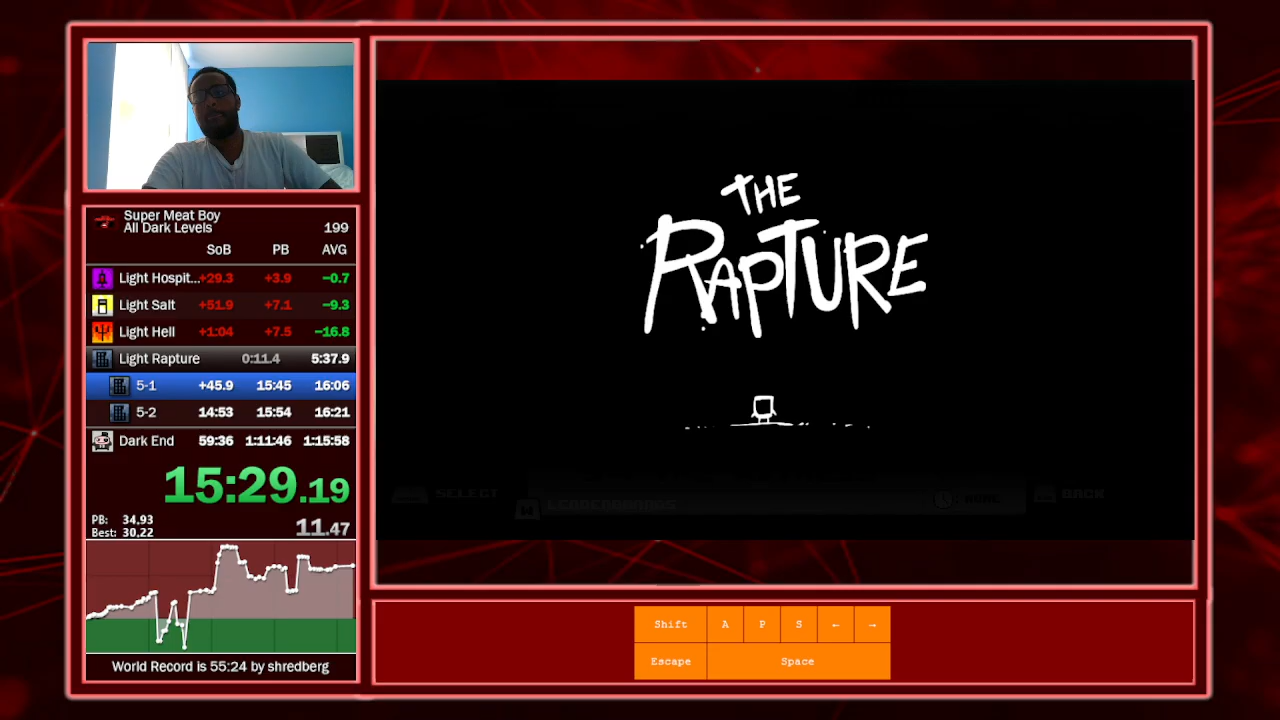 THE
RAPTURE
SELECT
LEADERBOARDS
BACK
Super Meat Boy
All Dark Levels 199
SoB PB AVG
Light Hospit... +29.3 +3.9 −0.7
Light Salt +51.9 +7.1 −9.3
Light Hell +1:04 +7.5 −16.8
Light Rapture 0:11.4 5:37.9
5-1 +45.9 15:45 16:06
5-2 14:53 15:54 16:21
Dark End 59:36 1:11:46 1:15:58
15:29.19
PB: 34.93
Best: 30.22
11.47
World Record is 55:24 by shredberg
Shift A P S ← →
Escape Space